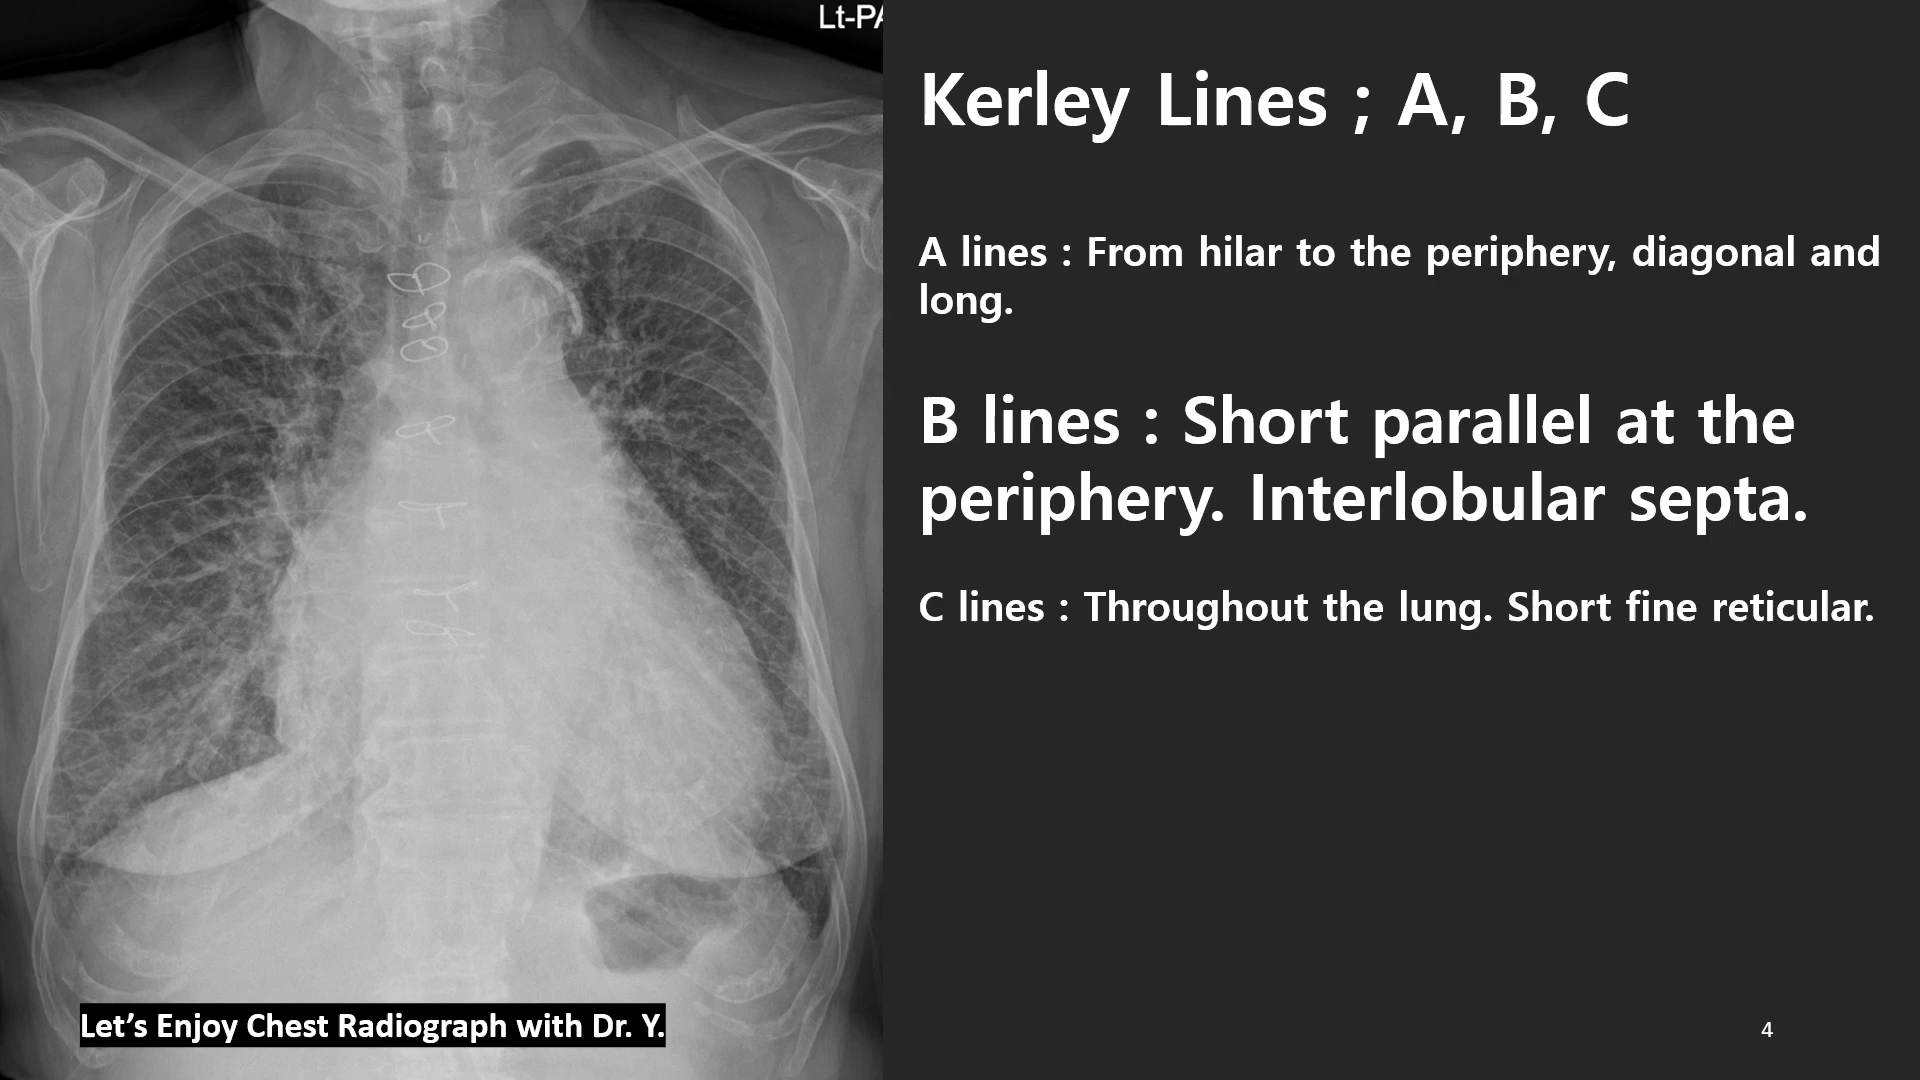 Lt-PA
Kerley Lines ; A, B, C
A lines : From hilar to the periphery, diagonal and
long.
B lines : Short parallel at the
periphery. Interlobular septa.
C lines : Throughout the lung. Short fine reticular.
Let’s Enjoy Chest Radiograph with Dr. Y.
4